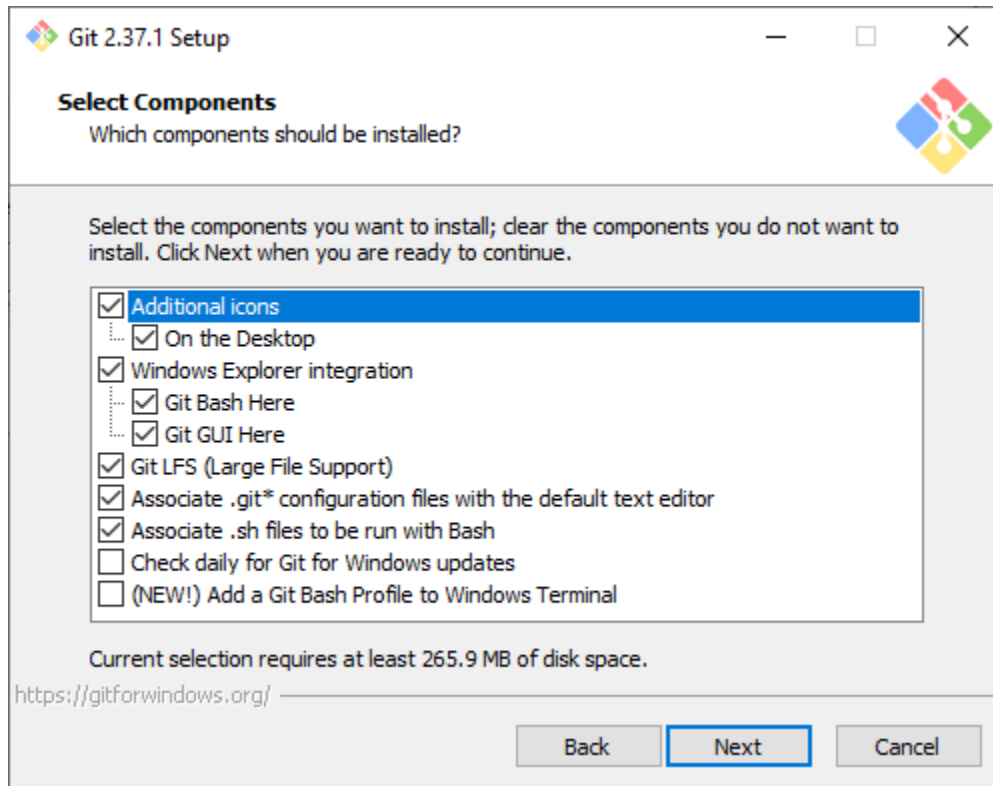 Git 2.37.1 Setup
Select Components
Which components should be installed?
Select the components you want to install; clear the components you do not want to
install. Click Next when you are ready to continue.
Additional icons
On the Desktop
Windows Explorer integration
Git Bash Here
Git GUI Here
Git LFS (Large File Support)
Associate .git* configuration files with the default text editor
Associate .sh files to be run with Bash
Check daily for Git for Windows updates
(NEW!) Add a Git Bash Profile to Windows Terminal
Current selection requires at least 265.9 MB of disk space.
https://gitforwindows.org/
Back Next Cancel